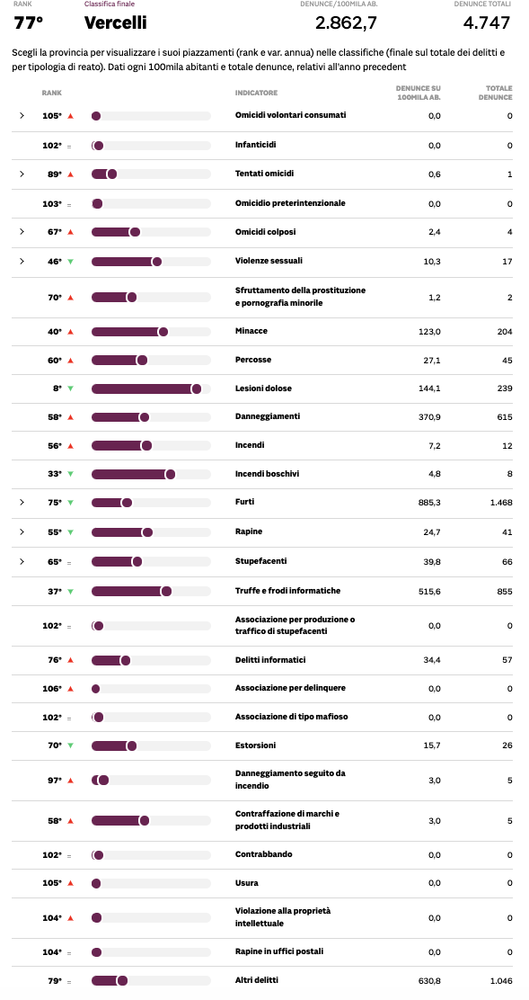 RANK Classifica finale DENUNCE/100MILA AB. DENUNCE TOTALI
77° Vercelli 2.862,7 4.747
Scegli la provincia per visualizzare i suoi piazzamenti (rank e var. annua) nelle classifiche (finale sul totale dei delitti e
per tipologia di reato). Dati ogni 100mila abitanti e totale denunce, relativi all'anno precedent
RANK INDICATORE DENUNCE SU 100MILA AB. TOTALE DENUNCE
> 105° ▲ Omicidi volontari consumati 0,0 0
102° = Infanticidi 0,0 0
> 89° ▲ Tentati omicidi 0,6 1
103° = Omicidio preterintenzionale 0,0 0
> 67° ▲ Omicidi colposi 2,4 4
> 46° ▼ Violenze sessuali 10,3 17
70° ▲ Sfruttamento della prostituzione
e pornografia minorile 1,2 2
40° ▲ Minacce 123,0 204
60° ▲ Percosse 27,1 45
8° ▼ Lesioni dolose 144,1 239
58° ▲ Danneggiamenti 370,9 615
56° ▲ Incendi 7,2 12
33° ▼ Incendi boschivi 4,8 8
> 75° ▼ Furti 885,3 1.468
> 55° ▼ Rapine 24,7 41
> 65° = Stupefacenti 39,8 66
37° ▼ Truffe e frodi informatiche 515,6 855
102° = Associazione per produzione o
traffico di stupefacenti 0,0 0
76° ▲ Delitti informatici 34,4 57
106° ▲ Associazione per delinquere 0,0 0
102° = Associazione di tipo mafioso 0,0 0
70° ▼ Estorsioni 15,7 26
97° ▲ Danneggiamento seguito da
incendio 3,0 5
58° ▲ Contraffazione di marchi e
prodotti industriali 3,0 5
102° = Contrabbando 0,0 0
105° ▲ Usura 0,0 0
104° ▲ Violazione alla proprietà
intellettuale 0,0 0
104° = Rapine in uffici postali 0,0 0
79° = Altri delitti 630,8 1.046